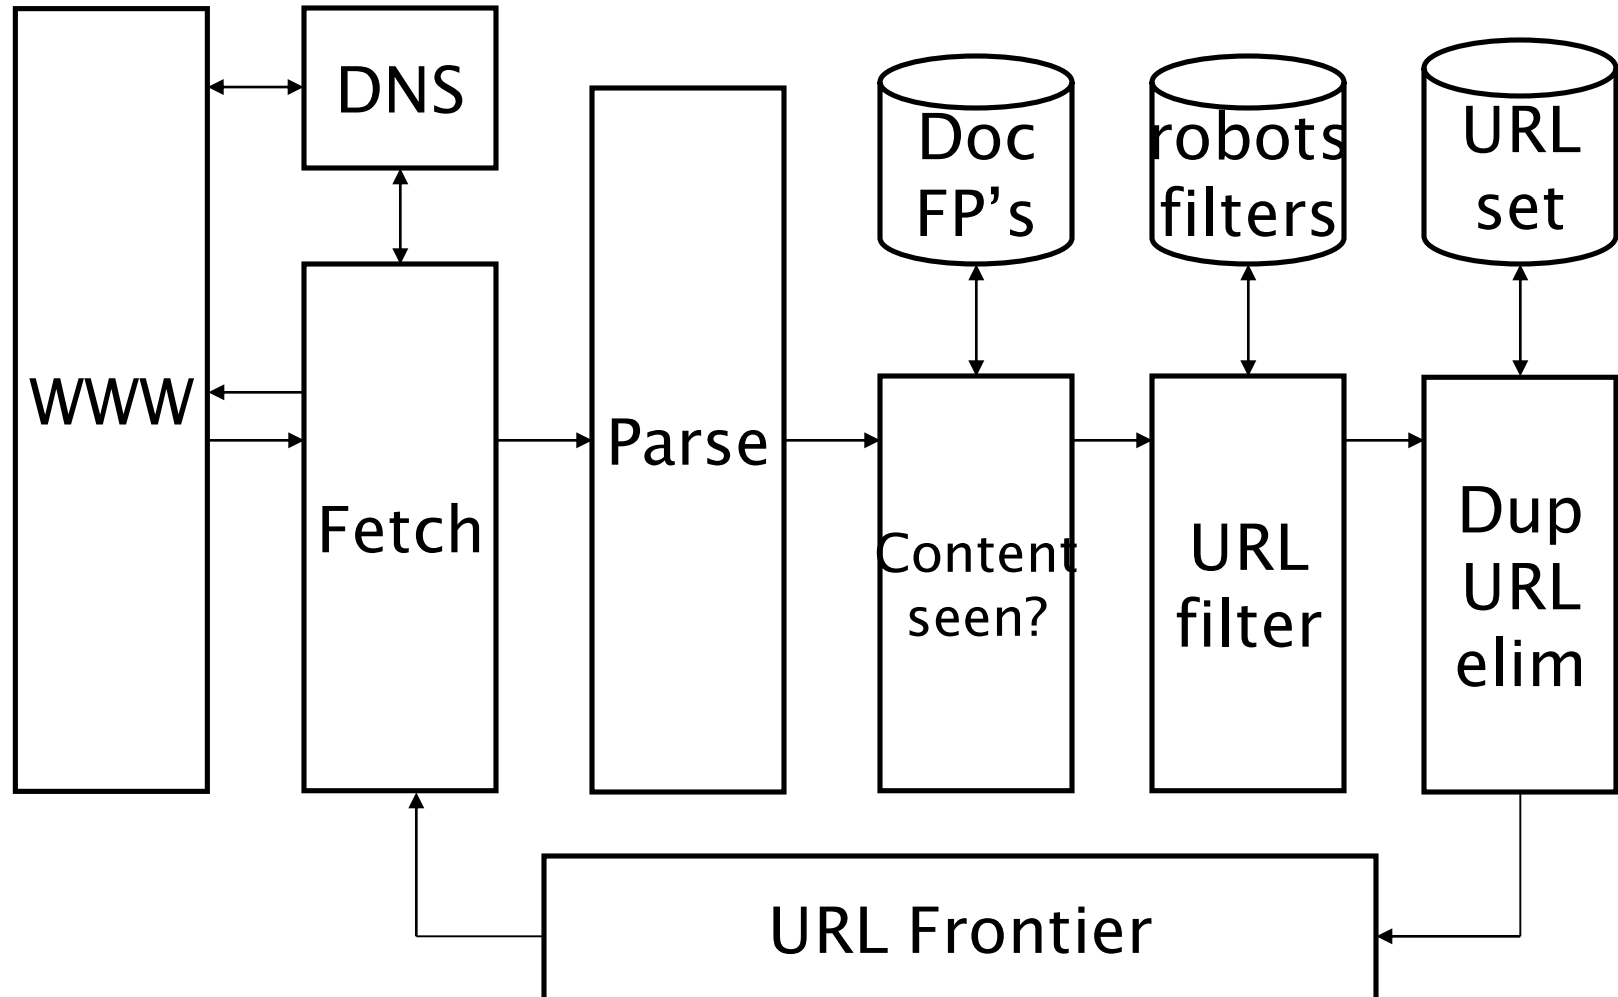 WWW
DNS
Fetch
Parse
Doc
FP’s
Content
seen?
robots
filters
URL
filter
URL
set
Dup
URL
elim
URL Frontier